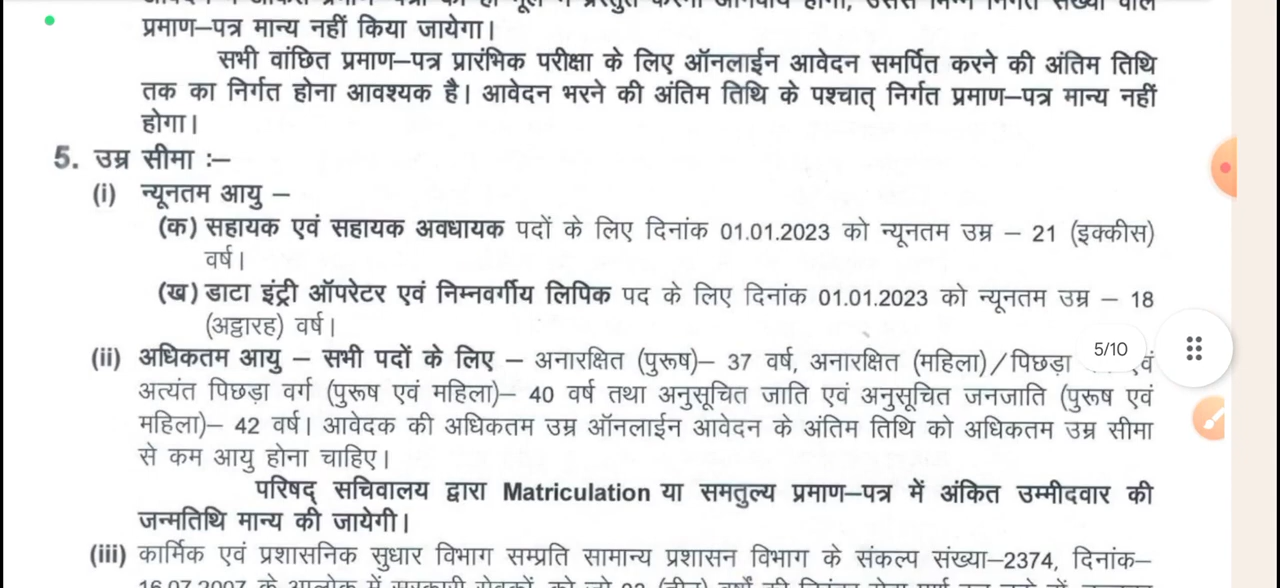 प्रमाण–पत्र मान्य नहीं किया जायेगा।
सभी वांछित प्रमाण–पत्र प्रारंभिक परीक्षा के लिए ऑनलाईन आवेदन समर्पित करने की अंतिम तिथि
तक का निर्गत होना आवश्यक है। आवेदन भरने की अंतिम तिथि के पश्चात् निर्गत प्रमाण–पत्र मान्य नहीं
होगा।
5. उम्र सीमा :–
(i) न्यूनतम आयु –
(क) सहायक एवं सहायक अवधायक पदों के लिए दिनांक 01.01.2023 को न्यूनतम उम्र – 21 (इक्कीस)
वर्ष।
(ख) डाटा इंट्री ऑपरेटर एवं निम्नवर्गीय लिपिक पद के लिए दिनांक 01.01.2023 को न्यूनतम उम्र – 18
(अट्ठारह) वर्ष।
(ii) अधिकतम आयु – सभी पदों के लिए – अनारक्षित (पुरूष)– 37 वर्ष, अनारक्षित (महिला)/पिछड़ा
5/10
अत्यंत पिछड़ा वर्ग (पुरूष एवं महिला)– 40 वर्ष तथा अनुसूचित जाति एवं अनुसूचित जनजाति (पुरूष एवं
महिला)– 42 वर्ष। आवेदक की अधिकतम उम्र ऑनलाईन आवेदन के अंतिम तिथि को अधिकतम उम्र सीमा
से कम आयु होना चाहिए।
परिषद् सचिवालय द्वारा Matriculation या समतुल्य प्रमाण–पत्र में अंकित उम्मीदवार की
जन्मतिथि मान्य की जायेगी।
(iii) कार्मिक एवं प्रशासनिक सुधार विभाग सम्प्रति सामान्य प्रशासन विभाग के संकल्प संख्या–2374, दिनांक–